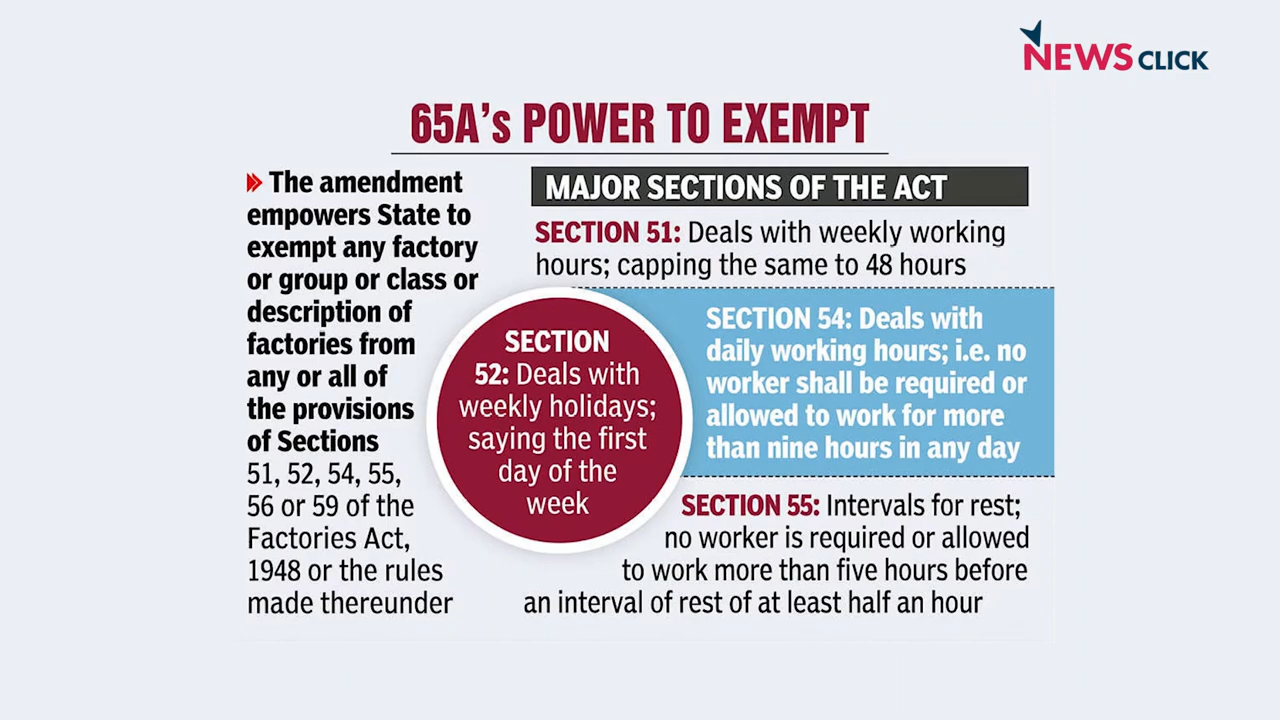 NEWS CLICK
65A's POWER TO EXEMPT
The amendment
empowers State to
exempt any factory
or group or class or
description of
factories from
any or all of
the provisions
of Sections
51, 52, 54, 55,
56 or 59 of the
Factories Act,
1948 or the rules
made thereunder
MAJOR SECTIONS OF THE ACT
SECTION 51: Deals with weekly working
hours; capping the same to 48 hours
SECTION
52: Deals with
weekly holidays;
saying the first
day of the
week
SECTION 54: Deals with
daily working hours; i.e. no
worker shall be required or
allowed to work for more
than nine hours in any day
SECTION 55: Intervals for rest;
no worker is required or allowed
to work more than five hours before
an interval of rest of at least half an hour